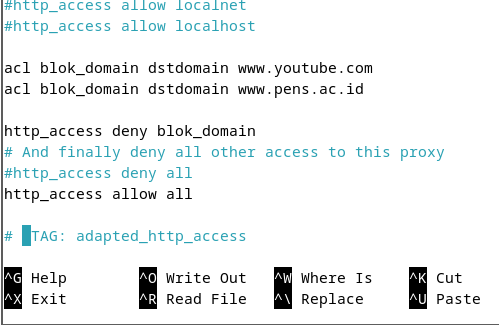 #http_access allow localnet
#http_access allow localhost
acl blok_domain dstdomain www.youtube.com
acl blok_domain dstdomain www.pens.ac.id
http_access deny blok_domain
# And finally deny all other access to this proxy
#http_access deny all
http_access allow all
# TAG: adapted_http_access
^G Help ^O Write Out ^W Where Is ^K Cut
^X Exit ^R Read File ^\ Replace ^U Paste